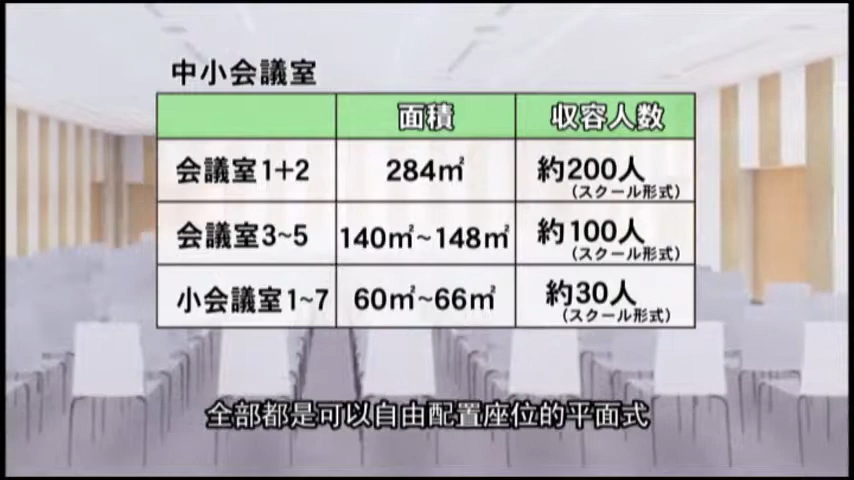 中小会議室
面積 収容人数
会議室1+2 284㎡ 約200人
(スクール形式)
会議室3~5 140㎡~148㎡ 約100人
(スクール形式)
小会議室1~7 60㎡~66㎡ 約30人
(スクール形式)
全部都是可以自由配置座位的平面式